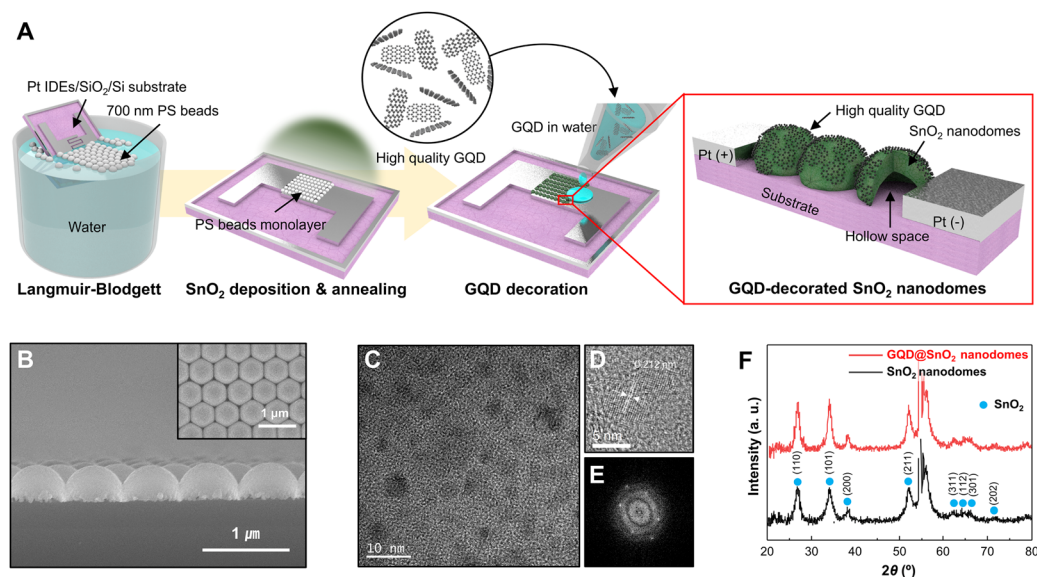 A
Pt IDEs/SiO₂/Si substrate
700 nm PS beads
Water
Langmuir-Blodgett
PS beads monolayer
SnO₂ deposition & annealing
High quality GQD
GQD in water
GQD decoration
High quality GQD
SnO₂ nanodomes
Pt (+)
Substrate
Pt (-)
Hollow space
GQD-decorated SnO₂ nanodomes
B
1 μm
1 μm
C
10 nm
D
0.212 nm
5 nm
E
F
GQD@SnO₂ nanodomes
SnO₂ nanodomes
SnO₂
Intensity (a. u.)
(110)
(101)
(200)
(211)
(311)
(112)
(301)
(202)
20 30 40 50 60 70 80
2θ (º)